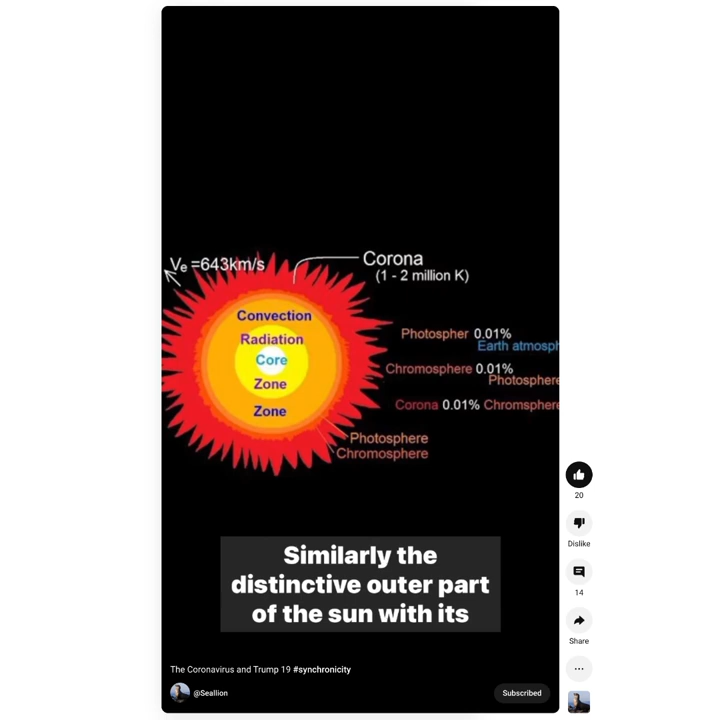 Ve =643km/s
Corona
(1 - 2 million K)
Convection
Radiation
Core
Zone
Zone
Photospher 0.01%
Earth atmosph
Chromosphere 0.01%
Photosphere
Corona 0.01% Chromsphere
Photosphere
Chromosphere
Similarly the
distinctive outer part
of the sun with its
The Coronavirus and Trump 19 #synchronicity
@Seallion
Subscribed
20
Dislike
14
Share